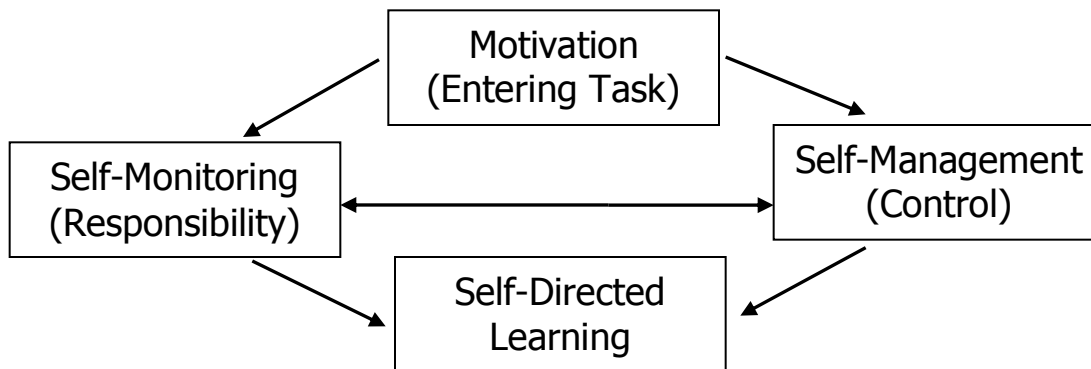 Motivation
(Entering Task)
Self-Monitoring
(Responsibility)
Self-Management
(Control)
Self-Directed
Learning